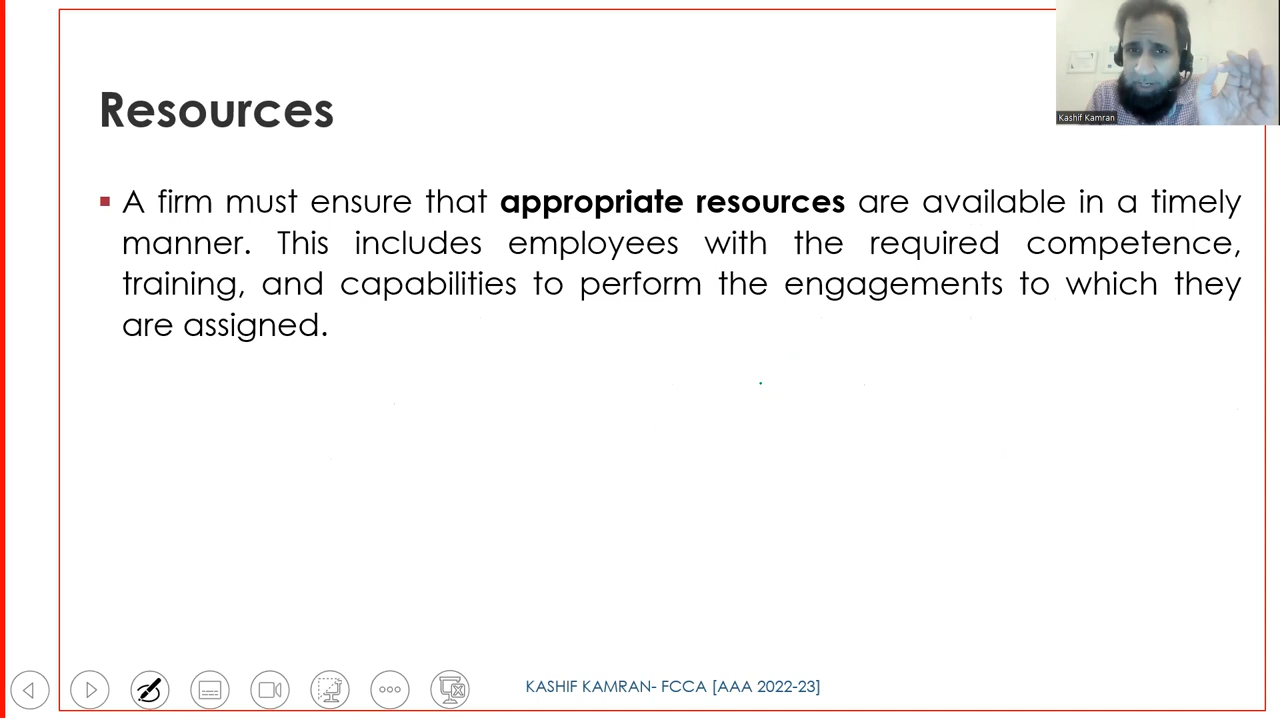 Resources
Kashif Kamran
▪ A firm must ensure that appropriate resources are available in a timely
manner. This includes employees with the required competence,
training, and capabilities to perform the engagements to which they
are assigned.
KASHIF KAMRAN- FCCA [AAA 2022-23]